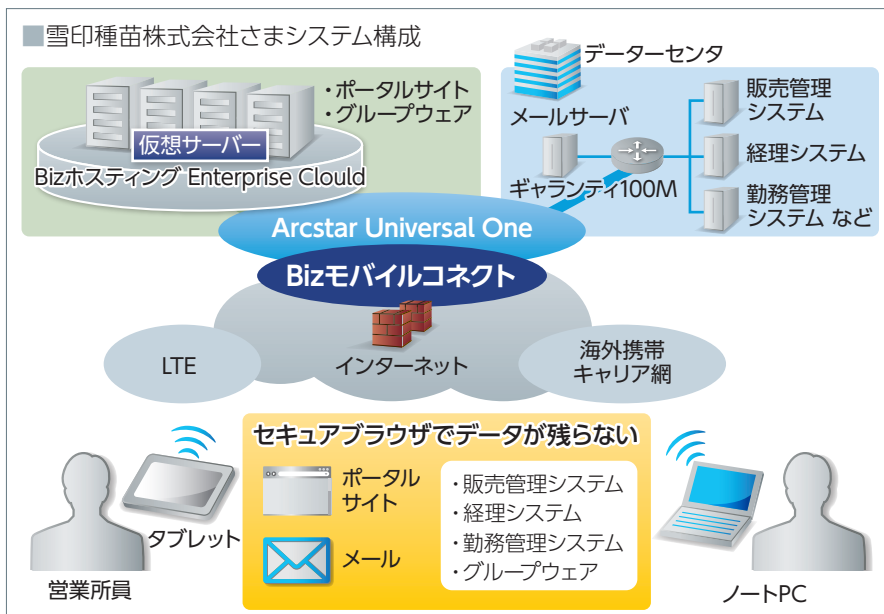 ■雪印種苗株式会社さまシステム構成
・ポータルサイト
・グループウェア
仮想サーバー
Bizホスティング Enterprise Clould
データーセンタ
メールサーバ
ギャランティ100M
販売管理
システム
経理システム
勤務管理
システム など
Arcstar Universal One
Bizモバイルコネクト
インターネット
LTE
海外携帯
キャリア網
セキュアブラウザでデータが残らない
ポータル
サイト
メール
・販売管理システム
・経理システム
・勤務管理システム
・グループウェア
タブレット
営業所員
ノートPC